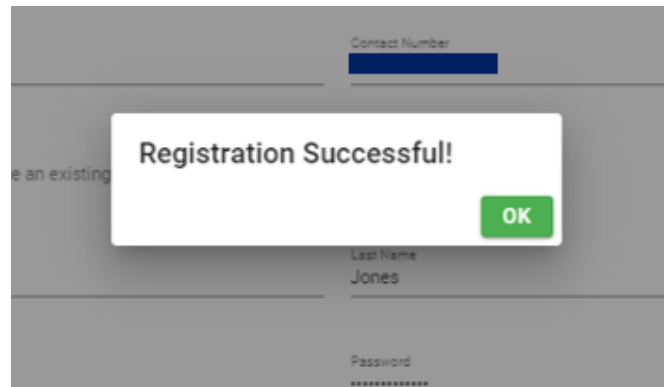 Contact Number
Registration Successful!
e an existing
OK
Last Name
Jones
Password
•••••••••••••